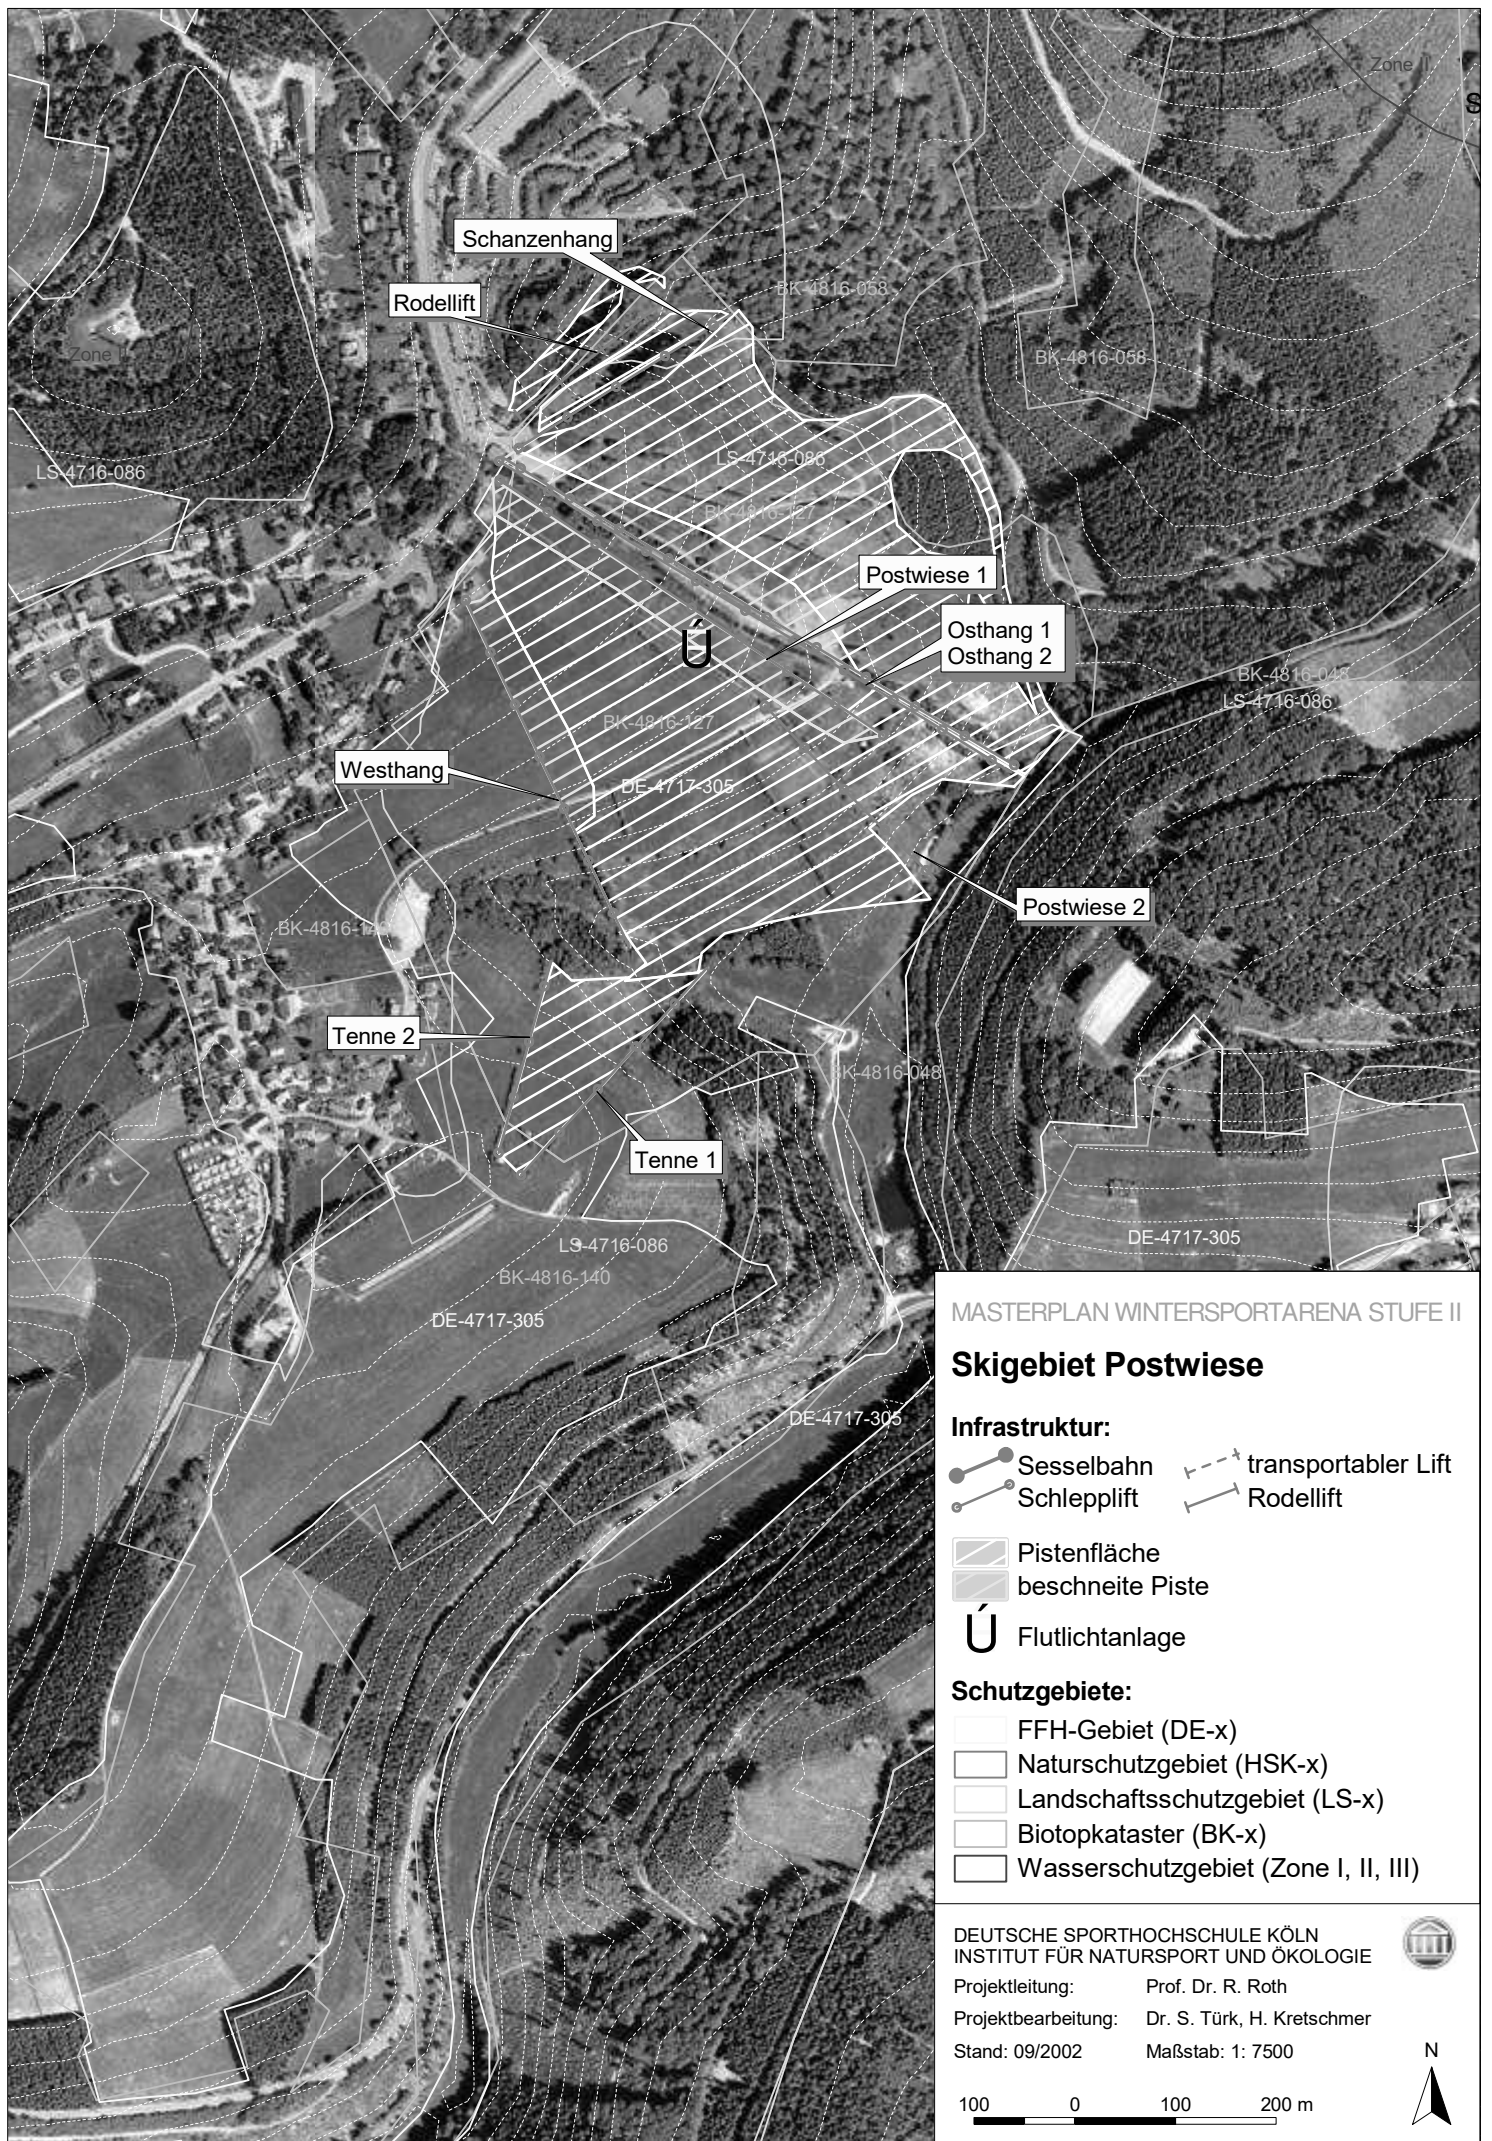 Zone II
S
Schanzenhang
Rodellift
BK-4816-058
Zone II
BK-4816-058
LS-4716-086
LS-4716-086
BK-4816-127
Postwiese 1
Osthang 1
Osthang 2
Ú
BK-4816-048
LS-4716-086
BK-4816-127
Westhang
DE-4717-305
Postwiese 2
BK-4816-140
Tenne 2
BK-4816-048
Tenne 1
DE-4717-305
LS-4716-086
BK-4816-140
DE-4717-305
DE-4717-305
MASTERPLAN WINTERSPORTARENA STUFE II
Skigebiet Postwiese
Infrastruktur:
Sesselbahn
transportabler Lift
Schlepplift
Rodellift
Pistenfläche
beschneite Piste
Ú Flutlichtanlage
Schutzgebiete:
FFH-Gebiet (DE-x)
Naturschutzgebiet (HSK-x)
Landschaftsschutzgebiet (LS-x)
Biotopkataster (BK-x)
Wasserschutzgebiet (Zone I, II, III)
DEUTSCHE SPORTHOCHSCHULE KÖLN
INSTITUT FÜR NATURSPORT UND ÖKOLOGIE
Projektleitung: Prof. Dr. R. Roth
Projektbearbeitung: Dr. S. Türk, H. Kretschmer
Stand: 09/2002 Maßstab: 1: 7500
N
100 0 100 200 m